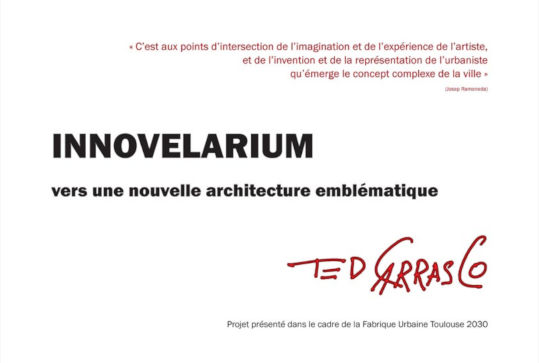 « C'est aux points d'intersection de l'imagination et de l'expérience de l'artiste,
et de l'invention et de la représentation de l'urbaniste
qu'émerge le concept complexe de la ville »
(Josep Ramoneda)
INNOVELARIUM
vers une nouvelle architecture emblématique
TED CARRASCO
Projet présenté dans le cadre de la Fabrique Urbaine Toulouse 2030